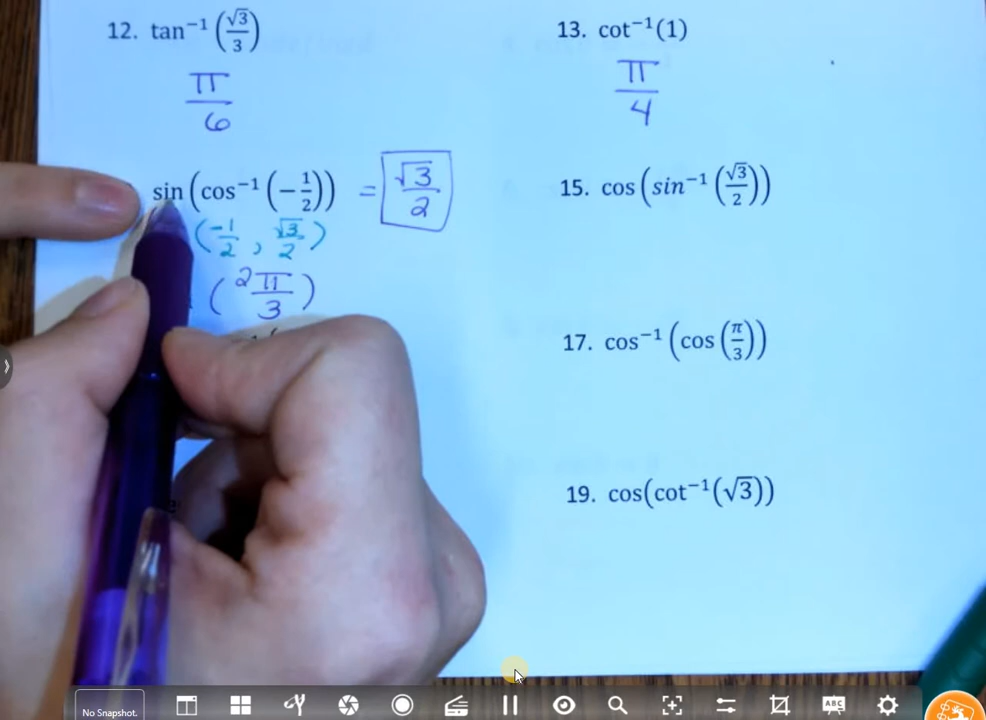 12. tan⁻¹(√3/3)
13. cot⁻¹(1)
π/6
π/4
sin(cos⁻¹(−1/2)) = √3/2
15. cos(sin⁻¹(√3/2))
(-1/2, √3/2)
(2π/3)
17. cos⁻¹(cos(π/3))
19. cos(cot⁻¹(√3))
No Snapshot.
ABC